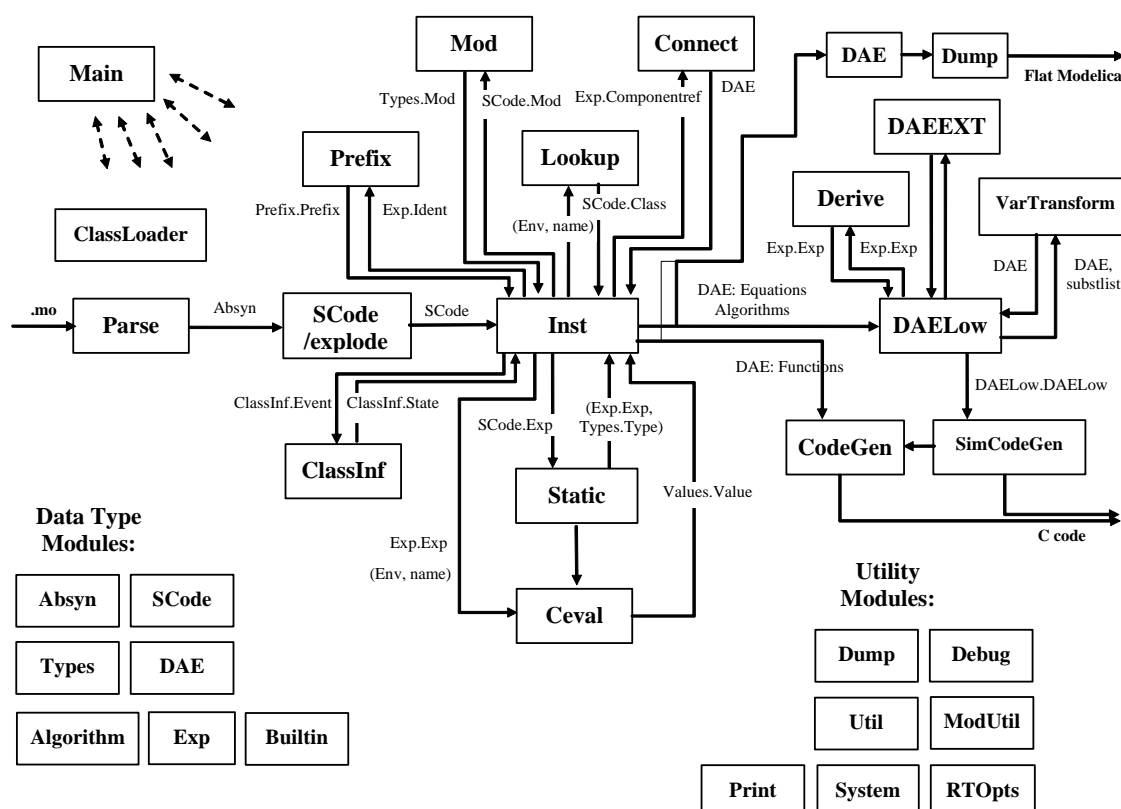 Mod
Connect
DAE
Dump
Flat Modelica
Main
Types.Mod
SCode.Mod
Exp.Componentref
DAE
DAEEXT
Prefix
Lookup
Derive
VarTransform
Prefix.Prefix
Exp.Ident
SCode.Class
(Env, name)
ClassLoader
Exp.Exp
Exp.Exp
DAE
DAE,
substlist
.mo
Parse
Absyn
SCode
/explode
SCode
Inst
DAE: Equations
Algorithms
DAELow
DAE: Functions
DAELow.DAELow
ClassInf.Event
ClassInf.State
SCode.Exp
(Exp.Exp,
Types.Type)
CodeGen
SimCodeGen
ClassInf
Static
Values.Value
C code
Data Type
Modules:
Exp.Exp
(Env, name)
Ceval
Utility
Modules:
Absyn
SCode
Types
DAE
Algorithm
Exp
Builtin
Dump
Debug
Util
ModUtil
Print
System
RTOpts